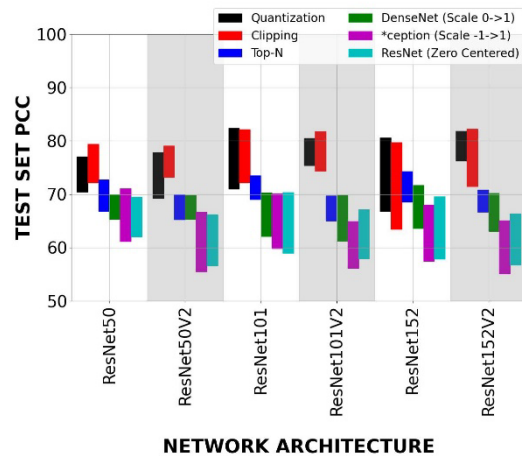 Quantization
Clipping
Top-N
DenseNet (Scale 0->1)
*ception (Scale -1->1)
ResNet (Zero Centered)
TEST SET PCC
100
90
80
70
60
50
ResNet50
ResNet50V2
ResNet101
ResNet101V2
ResNet152
ResNet152V2
NETWORK ARCHITECTURE